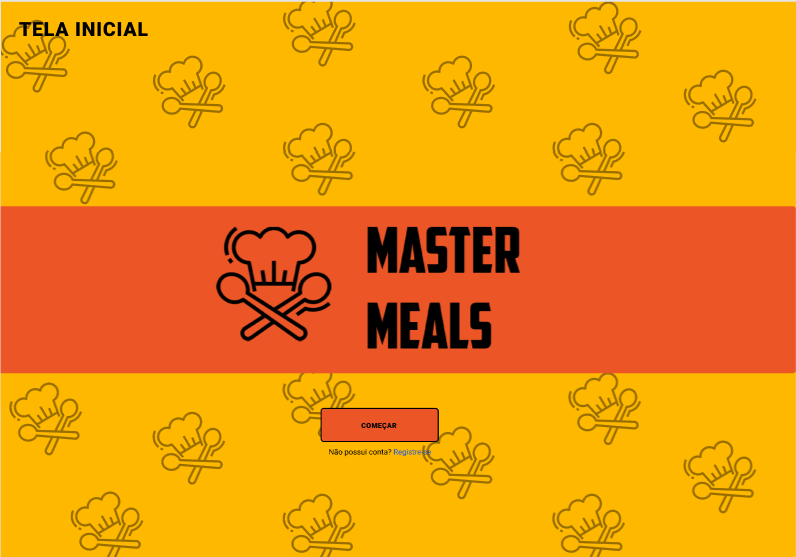 TELA INICIAL
MASTER
MEALS
COMEÇAR
Não possui conta? Registre-se